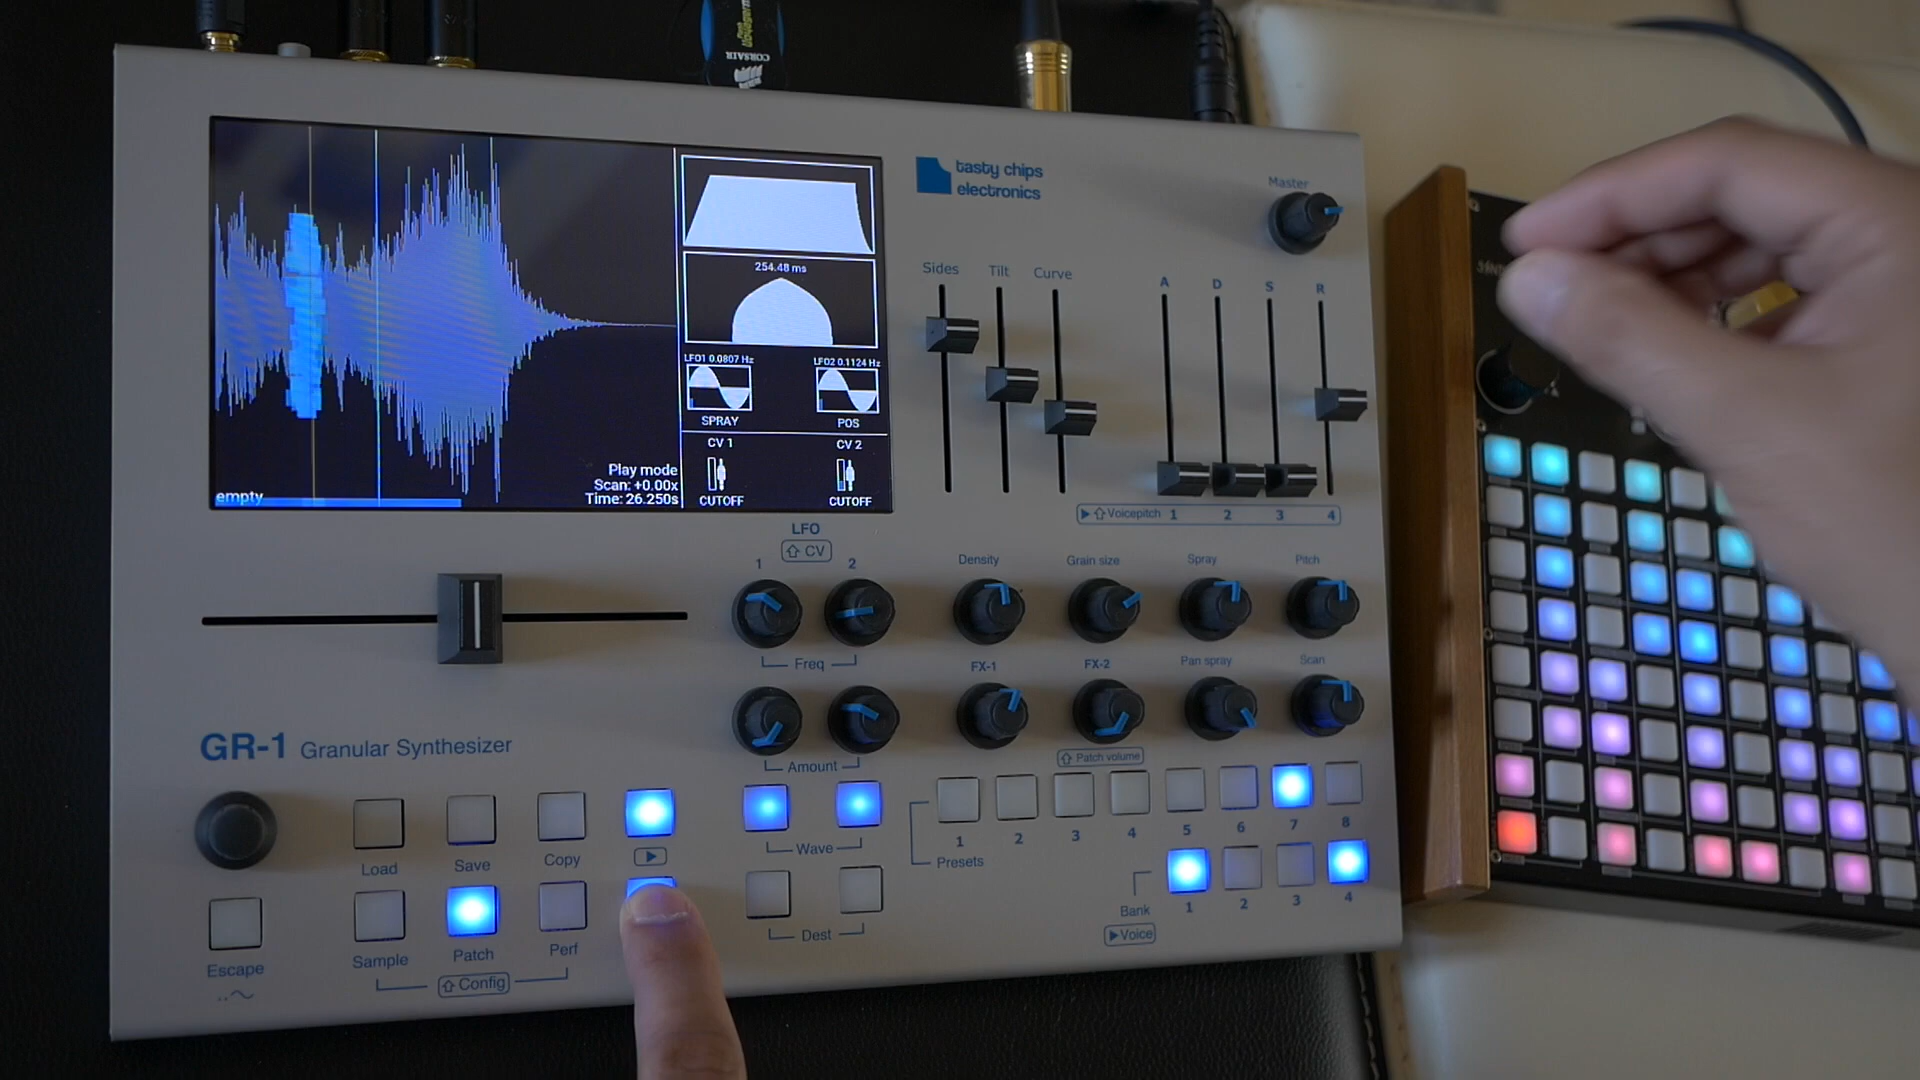 Voyager
CORSAIR
254.48 ms
LFO1 0.0807 Hz
LFO2 0.1124 Hz
SPRAY
POS
CV 1
CV 2
CUTOFF
CUTOFF
Play mode
Scan: +0.00x
Time: 26.250s
empty
tasty chips
electronics
Master
Sides
Tilt
Curve
A
D
S
R
Voicepitch 1 2 3 4
LFO
CV
1
2
Density
Grain size
Spray
Pitch
Freq
FX-1
FX-2
Pan spray
Scan
Amount
Patch volume
GR-1 Granular Synthesizer
Load
Save
Copy
Wave
Presets
1
2
3
4
5
6
7
8
Escape
Sample
Patch
Perf
Config
Dest
Bank
1
2
3
4
Voice